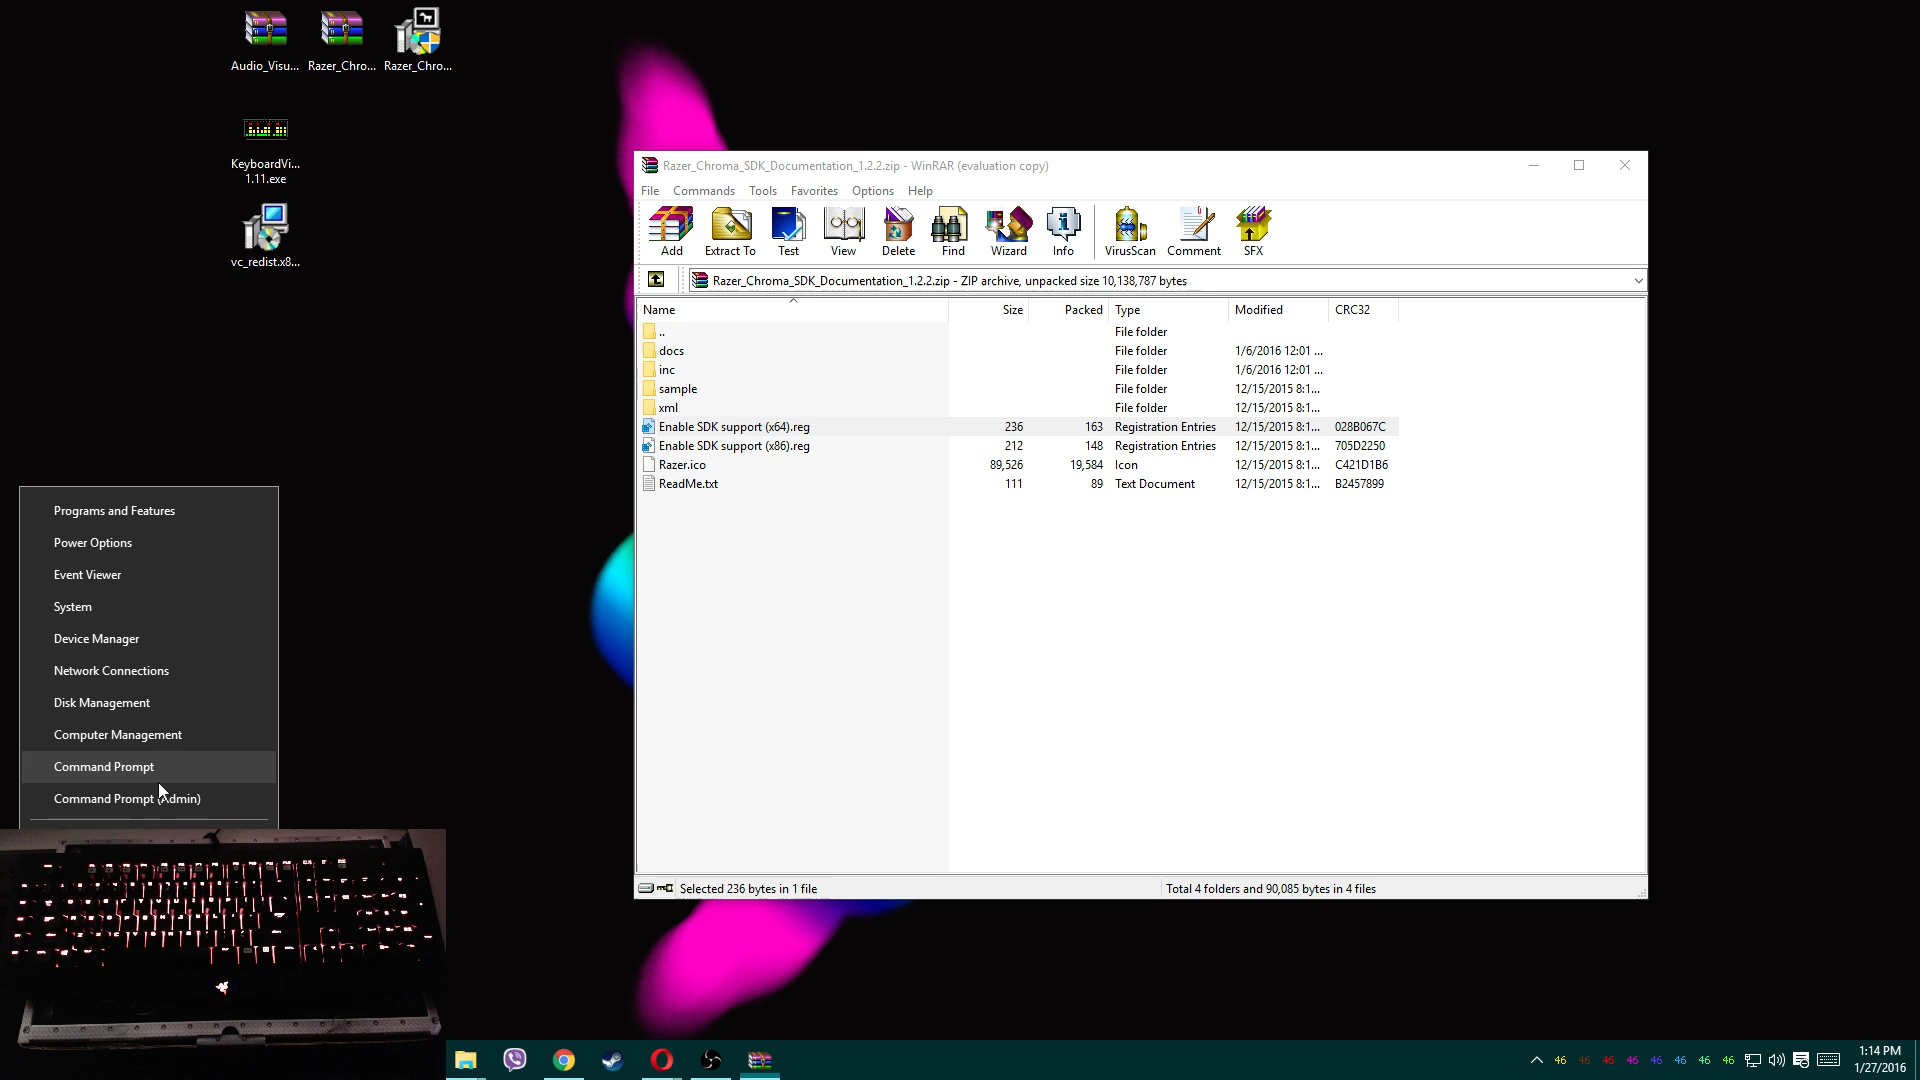 Audio_Visu...
Razer_Chro...
Razer_Chro...
KeyboardVi...
1.11.exe
vc_redist.x8...
Razer_Chroma_SDK_Documentation_1.2.2.zip - WinRAR (evaluation copy)
File Commands Tools Favorites Options Help
Add Extract To Test View Delete Find Wizard Info VirusScan Comment SFX
Razer_Chroma_SDK_Documentation_1.2.2.zip - ZIP archive, unpacked size 10,138,787 bytes
Name Size Packed Type Modified CRC32
.. File folder
docs File folder 1/6/2016 12:01 ...
inc File folder 1/6/2016 12:01 ...
sample File folder 12/15/2015 8:1...
xml File folder 12/15/2015 8:1...
Enable SDK support (x64).reg 236 163 Registration Entries 12/15/2015 8:1... 028B067C
Enable SDK support (x86).reg 212 148 Registration Entries 12/15/2015 8:1... 705D2250
Razer.ico 89,526 19,584 Icon 12/15/2015 8:1... C421D1B6
ReadMe.txt 111 89 Text Document 12/15/2015 8:1... B2457899
Selected 236 bytes in 1 file
Total 4 folders and 90,085 bytes in 4 files
Programs and Features
Power Options
Event Viewer
System
Device Manager
Network Connections
Disk Management
Computer Management
Command Prompt
Command Prompt (Admin)
46 46 46 46 46 46 46 46
1:14 PM
1/27/2016